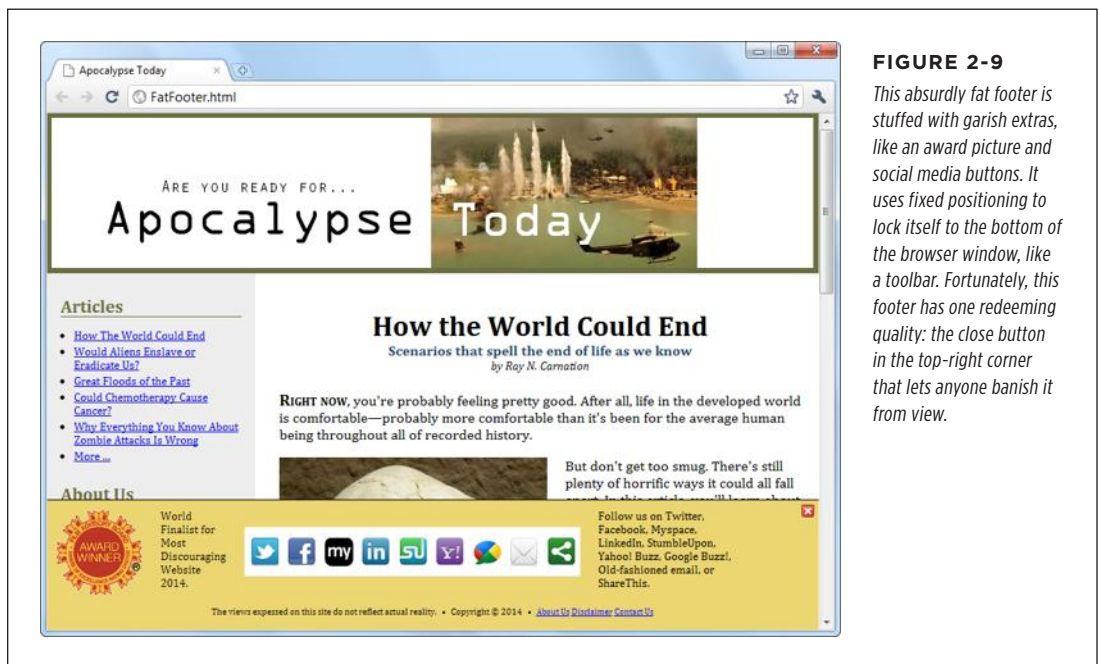 Apocalypse Today
FatFooter.html
ARE YOU READY FOR...
Apocalypse Today
Articles
How The World Could End
Would Aliens Enslave or
Eradicate Us?
Great Floods of the Past
Could Chemotherapy Cause
Cancer?
Why Everything You Know About
Zombie Attacks Is Wrong
More ...
About Us
How the World Could End
Scenarios that spell the end of life as we know
by Ray N. Carnation
RIGHT NOW, you're probably feeling pretty good. After all, life in the developed world
is comfortable—probably more comfortable than it's been for the average human
being throughout all of recorded history.
But don't get too smug. There's still
plenty of horrific ways it could all fall
AWARD
WINNER
®
World
Finalist for
Most
Discouraging
Website
2014.
f
my
in
Y!
Follow us on Twitter,
Facebook, Myspace,
LinkedIn, StumbleUpon,
Yahoo! Buzz, Google Buzz!,
Old-fashioned email, or
ShareThis.
The views expressed on this site do not reflect actual reality. • Copyright © 2014 • About Us Disclaimer Contact Us
FIGURE 2-9
This absurdly fat footer is
stuffed with garish extras,
like an award picture and
social media buttons. It
uses fixed positioning to
lock itself to the bottom of
the browser window, like
a toolbar. Fortunately, this
footer has one redeeming
quality: the close button
in the top-right corner
that lets anyone banish it
from view.